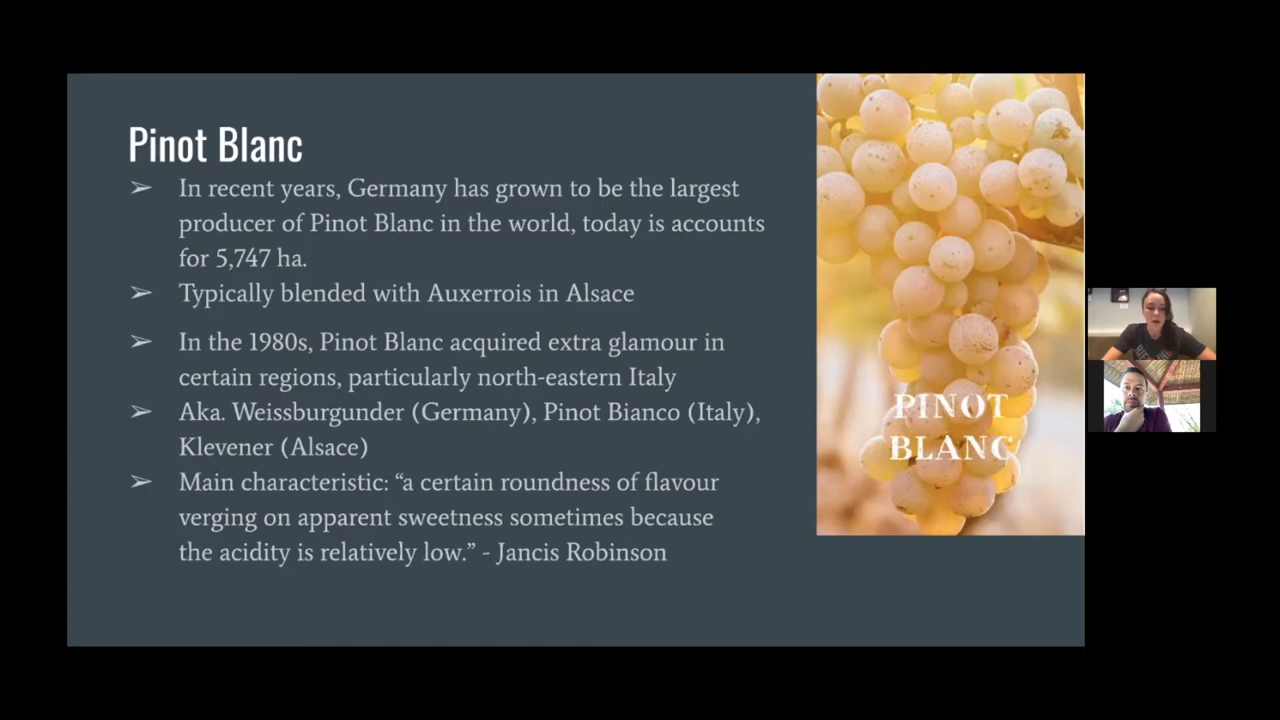 Pinot Blanc
➢ In recent years, Germany has grown to be the largest
producer of Pinot Blanc in the world, today is accounts
for 5,747 ha.
➢ Typically blended with Auxerrois in Alsace
➢ In the 1980s, Pinot Blanc acquired extra glamour in
certain regions, particularly north-eastern Italy
➢ Aka. Weissburgunder (Germany), Pinot Bianco (Italy),
Klevener (Alsace)
➢ Main characteristic: “a certain roundness of flavour
verging on apparent sweetness sometimes because
the acidity is relatively low.” - Jancis Robinson
PINOT
BLANC